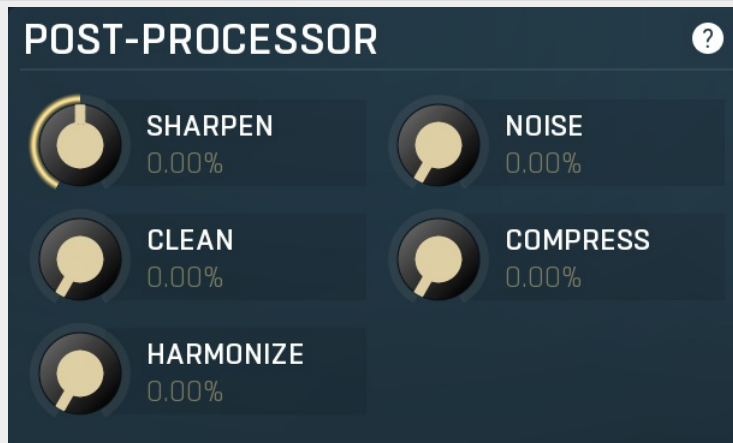 POST-PROCESSOR
?
SHARPEN
0.00%
NOISE
0.00%
CLEAN
0.00%
COMPRESS
0.00%
HARMONIZE
0.00%